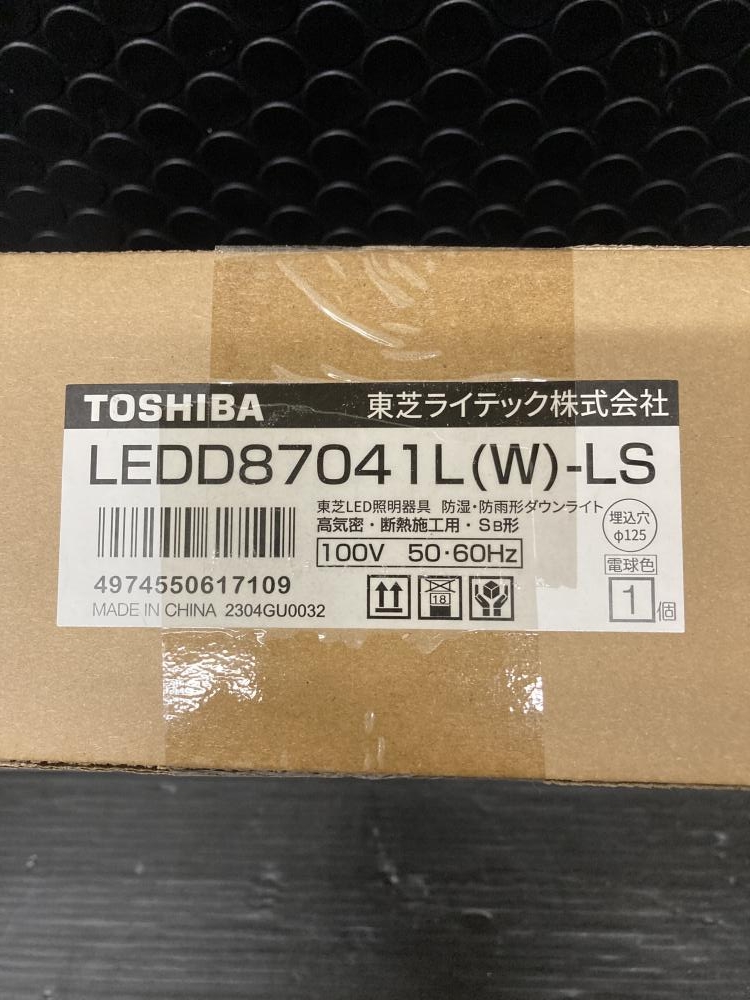 TOSHIBA 東芝ライテック株式会社
LEDD87041L(W)-LS
東芝LED照明器具 防湿・防雨形ダウンライト
高気密・断熱施工用・SB形
埋込穴
φ125
100V 50・60Hz
電球色
4974550617109
18
1個
MADE IN CHINA 2304GU0032